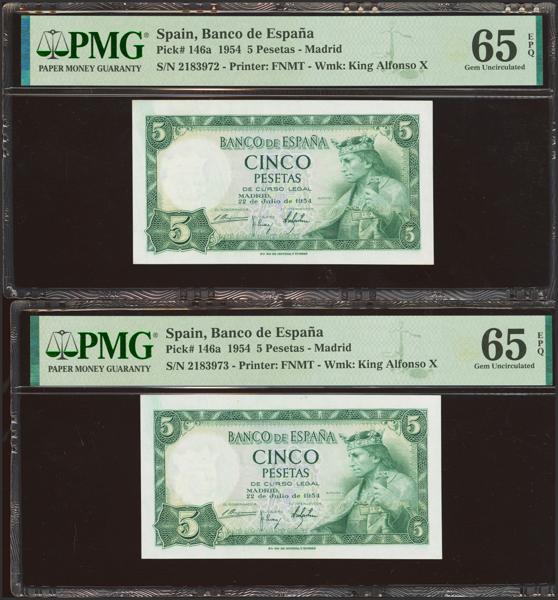 PMG
PAPER MONEY GUARANTY
Spain, Banco de España
Pick# 146a 1954 5 Pesetas - Madrid
S/N 2183972 - Printer: FNMT - Wmk: King Alfonso X
65 EPQ
Gem Uncirculated
5 5
BANCO DE ESPAÑA
CINCO
PESETAS
DE CURSO LEGAL
MADRID,
22 de Julio de 1954
5 5
PMG
PAPER MONEY GUARANTY
Spain, Banco de España
Pick# 146a 1954 5 Pesetas - Madrid
S/N 2183973 - Printer: FNMT - Wmk: King Alfonso X
65 EPQ
Gem Uncirculated
5 5
BANCO DE ESPAÑA
CINCO
PESETAS
DE CURSO LEGAL
MADRID,
22 de Julio de 1954
5 5